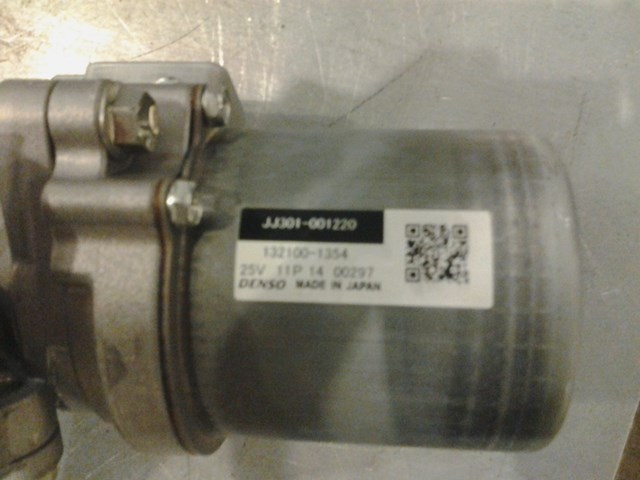 JJ301-001220
132100-1354
25V 11P 14 00297
DENSO MADE IN JAPAN